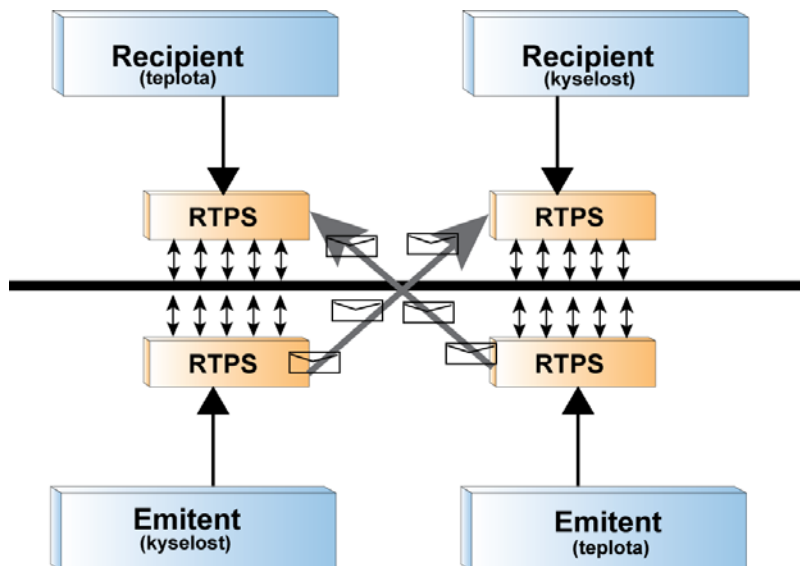 Recipient
(teplota)
Recipient
(kyselost)
RTPS
RTPS
RTPS
RTPS
Emitent
(kyselost)
Emitent
(teplota)